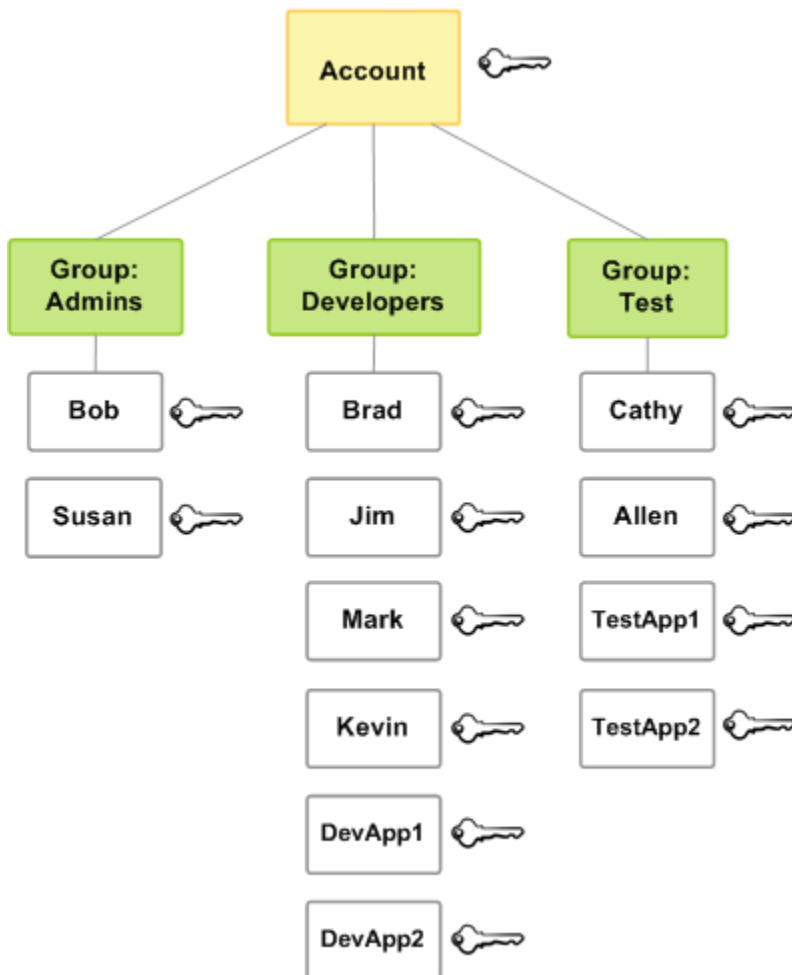 Account
Group:
Admins
Group:
Developers
Group:
Test
Bob
Brad
Cathy
Susan
Jim
Allen
Mark
TestApp1
Kevin
TestApp2
DevApp1
DevApp2